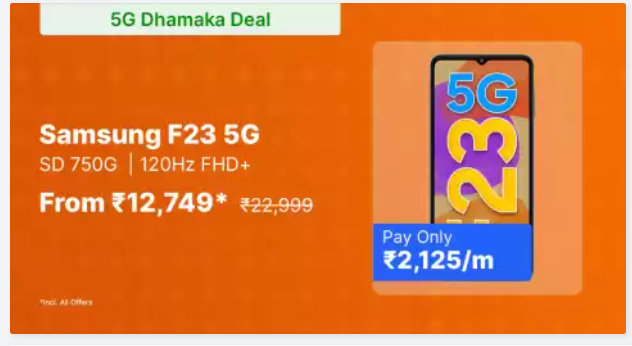 5G Dhamaka Deal
Samsung F23 5G
SD 750G | 120Hz FHD+
From ₹12,749* ₹22,999
*Incl. All Offers
5G
F23
Pay Only
₹2,125/m